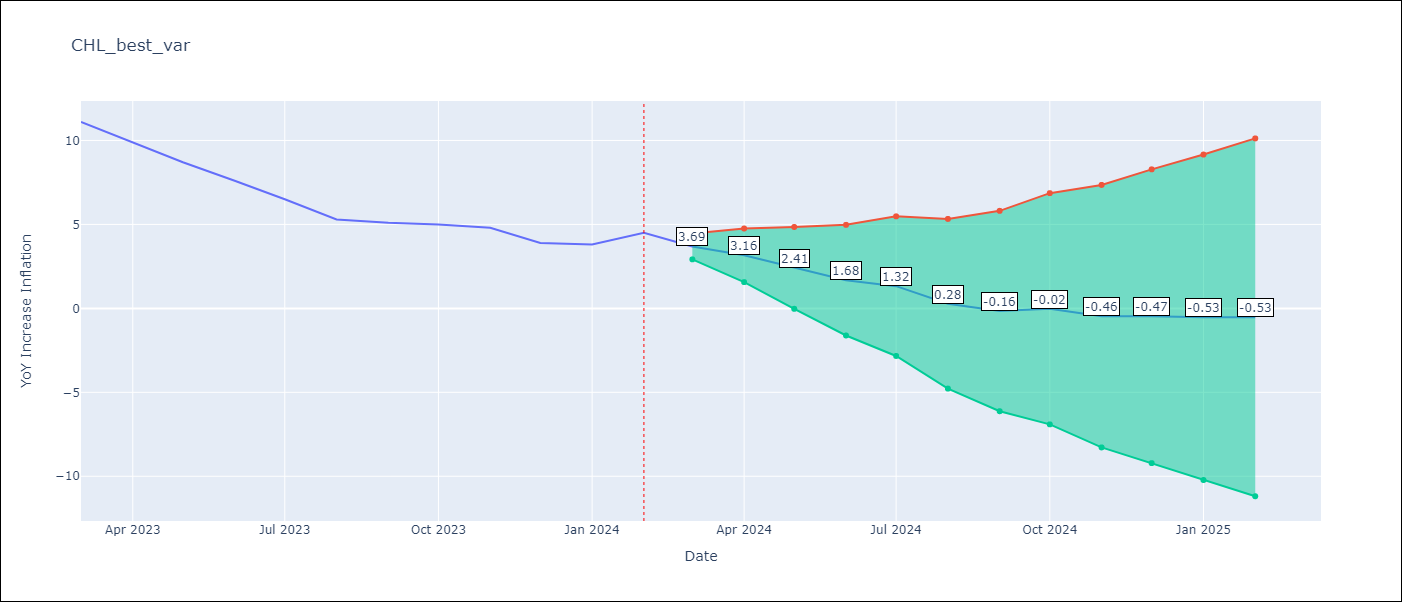 CHL_best_var
YoY Increase Inflation
10
5
0
−5
−10
3.69
3.16
2.41
1.68
1.32
0.28
-0.16
-0.02
-0.46
-0.47
-0.53
-0.53
Apr 2023
Jul 2023
Oct 2023
Jan 2024
Apr 2024
Jul 2024
Oct 2024
Jan 2025
Date